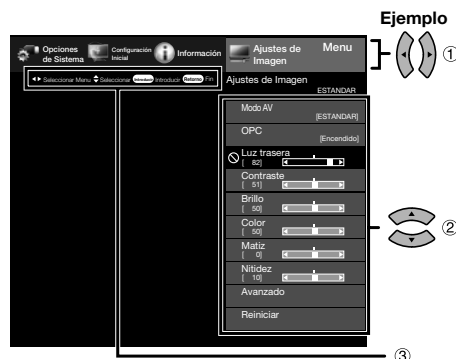 Ejemplo
Opciones de Sistema
Configuración Inicial
Información
Ajustes de Imagen
Menu
①
Seleccionar Menu Seleccionar Introducir Introducir Retorno Fin
Ajustes de Imagen
ESTANDAR
Modo AV
[ESTANDAR]
OPC
[Encendido]
Luz trasera
[ 82]
Contraste
[ 51]
Brillo
[ 50]
Color
[ 50]
Matiz
[ 0]
Nitidez
[ 10]
Avanzado
Reiniciar
②
③